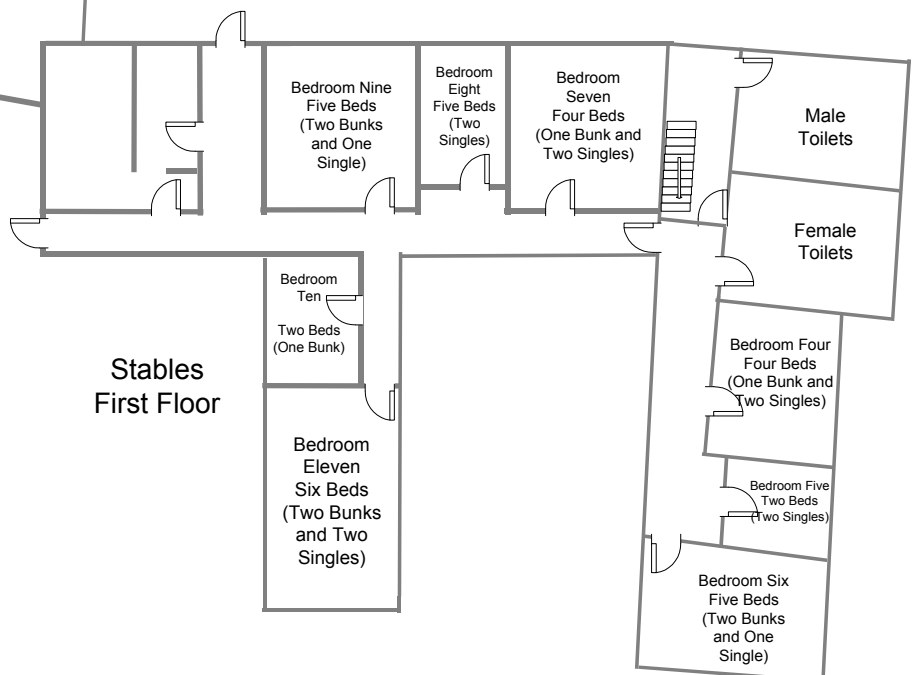 Bedroom Nine
Five Beds
(Two Bunks
and One
Single)
Bedroom
Eight
Five Beds
(Two
Singles)
Bedroom
Seven
Four Beds
(One Bunk and
Two Singles)
Male
Toilets
Female
Toilets
Bedroom
Ten
Two Beds
(One Bunk)
Stables
First Floor
Bedroom Four
Four Beds
(One Bunk and
Two Singles)
Bedroom
Eleven
Six Beds
(Two Bunks
and Two
Singles)
Bedroom Five
Two Beds
(Two Singles)
Bedroom Six
Five Beds
(Two Bunks
and One
Single)